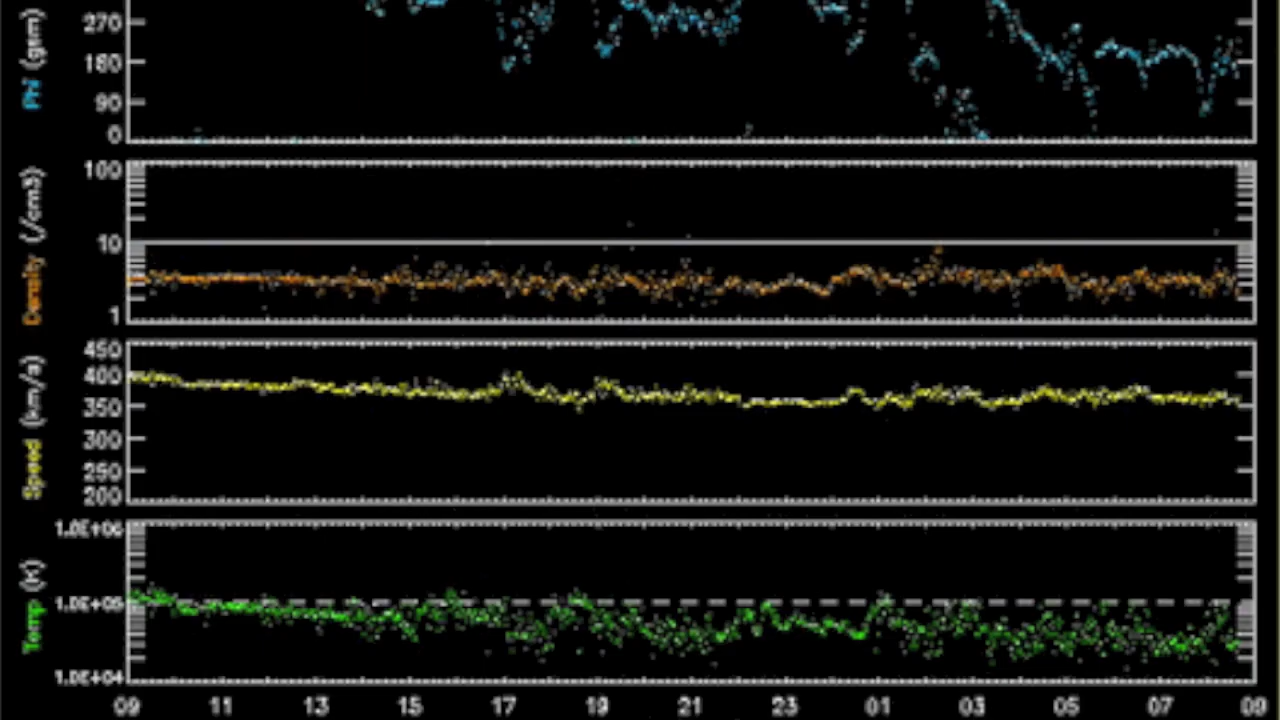 Phi (gsm)
270
180
90
0
Density (/cm3)
100
10
1
Speed (km/s)
450
400
350
300
250
200
Temp (K)
1.0E+06
1.0E+05
1.0E+04
09 11 13 15 17 19 21 23 01 03 05 07 09